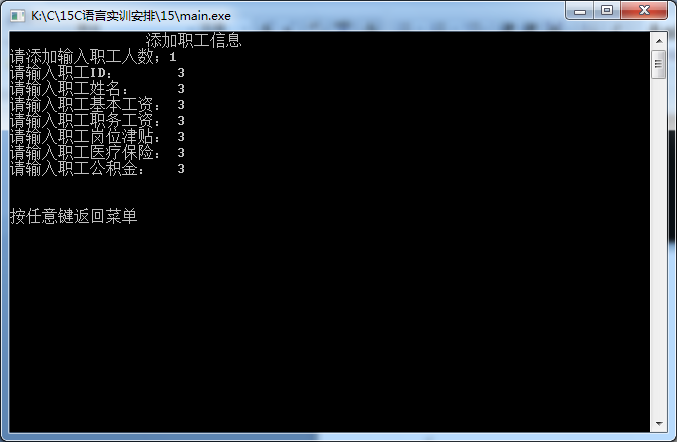 K:\C\15C语言实训安排\15\main.exe
添加职工信息
请添加输入职工人数；1
请输入职工ID： 3
请输入职工姓名： 3
请输入职工基本工资： 3
请输入职工职务工资： 3
请输入职工岗位津贴： 3
请输入职工医疗保险： 3
请输入职工公积金： 3
按任意键返回菜单